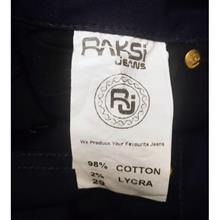 RAKSi
JEANS
RJ
We Produce Your Favourite Jeans
98% COTTON
2% LYCRA
29